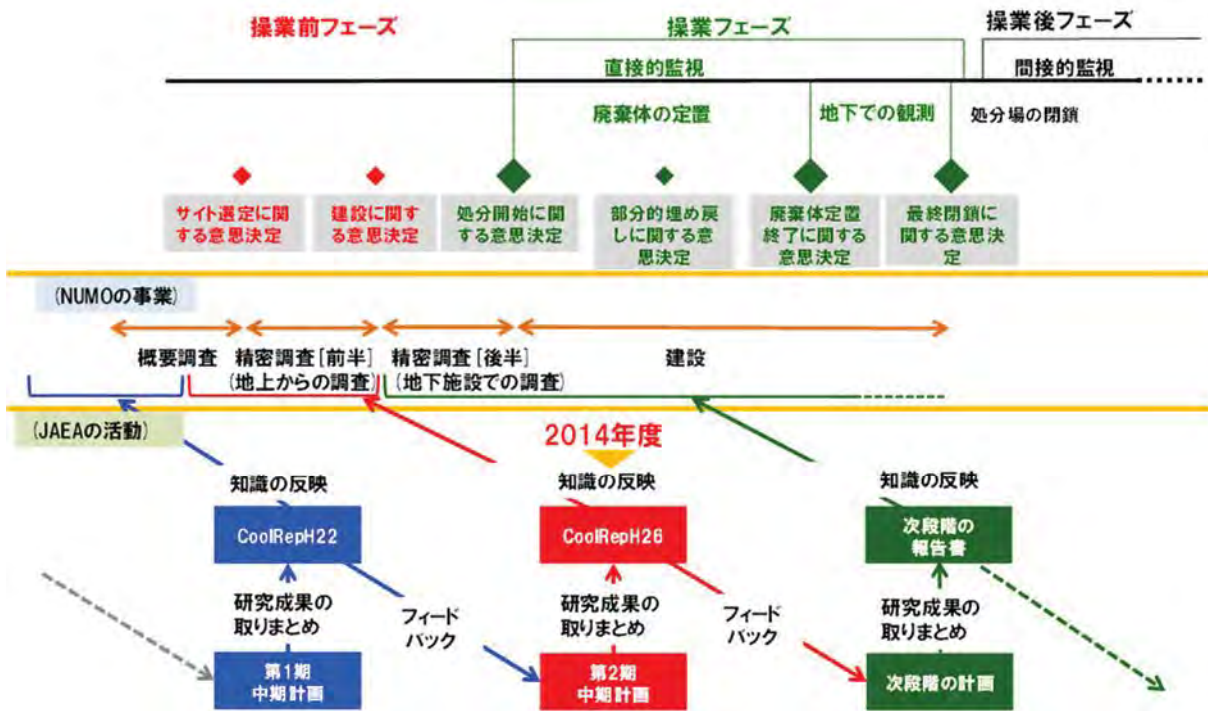 操業前フェーズ
操業フェーズ
操業後フェーズ
直接的監視
間接的監視
廃棄体の定置
地下での観測
処分場の閉鎖
サイト選定に関
する意思決定
建設に関す
る意思決定
処分開始に関
する意思決定
部分的埋め戻
しに関する意
思決定
廃棄体定置
終了に関する
意思決定
最終閉鎖に
関する意思決
定
(NUMOの事業)
概要調査
精密調査[前半]
(地上からの調査)
精密調査[後半]
(地下施設での調査)
建設
(JAEAの活動)
2014年度
知識の反映
知識の反映
知識の反映
CoolRepH22
CoolRepH26
次段階の
報告書
研究成果の
取りまとめ
フィード
バック
研究成果の
取りまとめ
フィード
バック
研究成果の
取りまとめ
第1期
中期計画
第2期
中期計画
次段階の計画